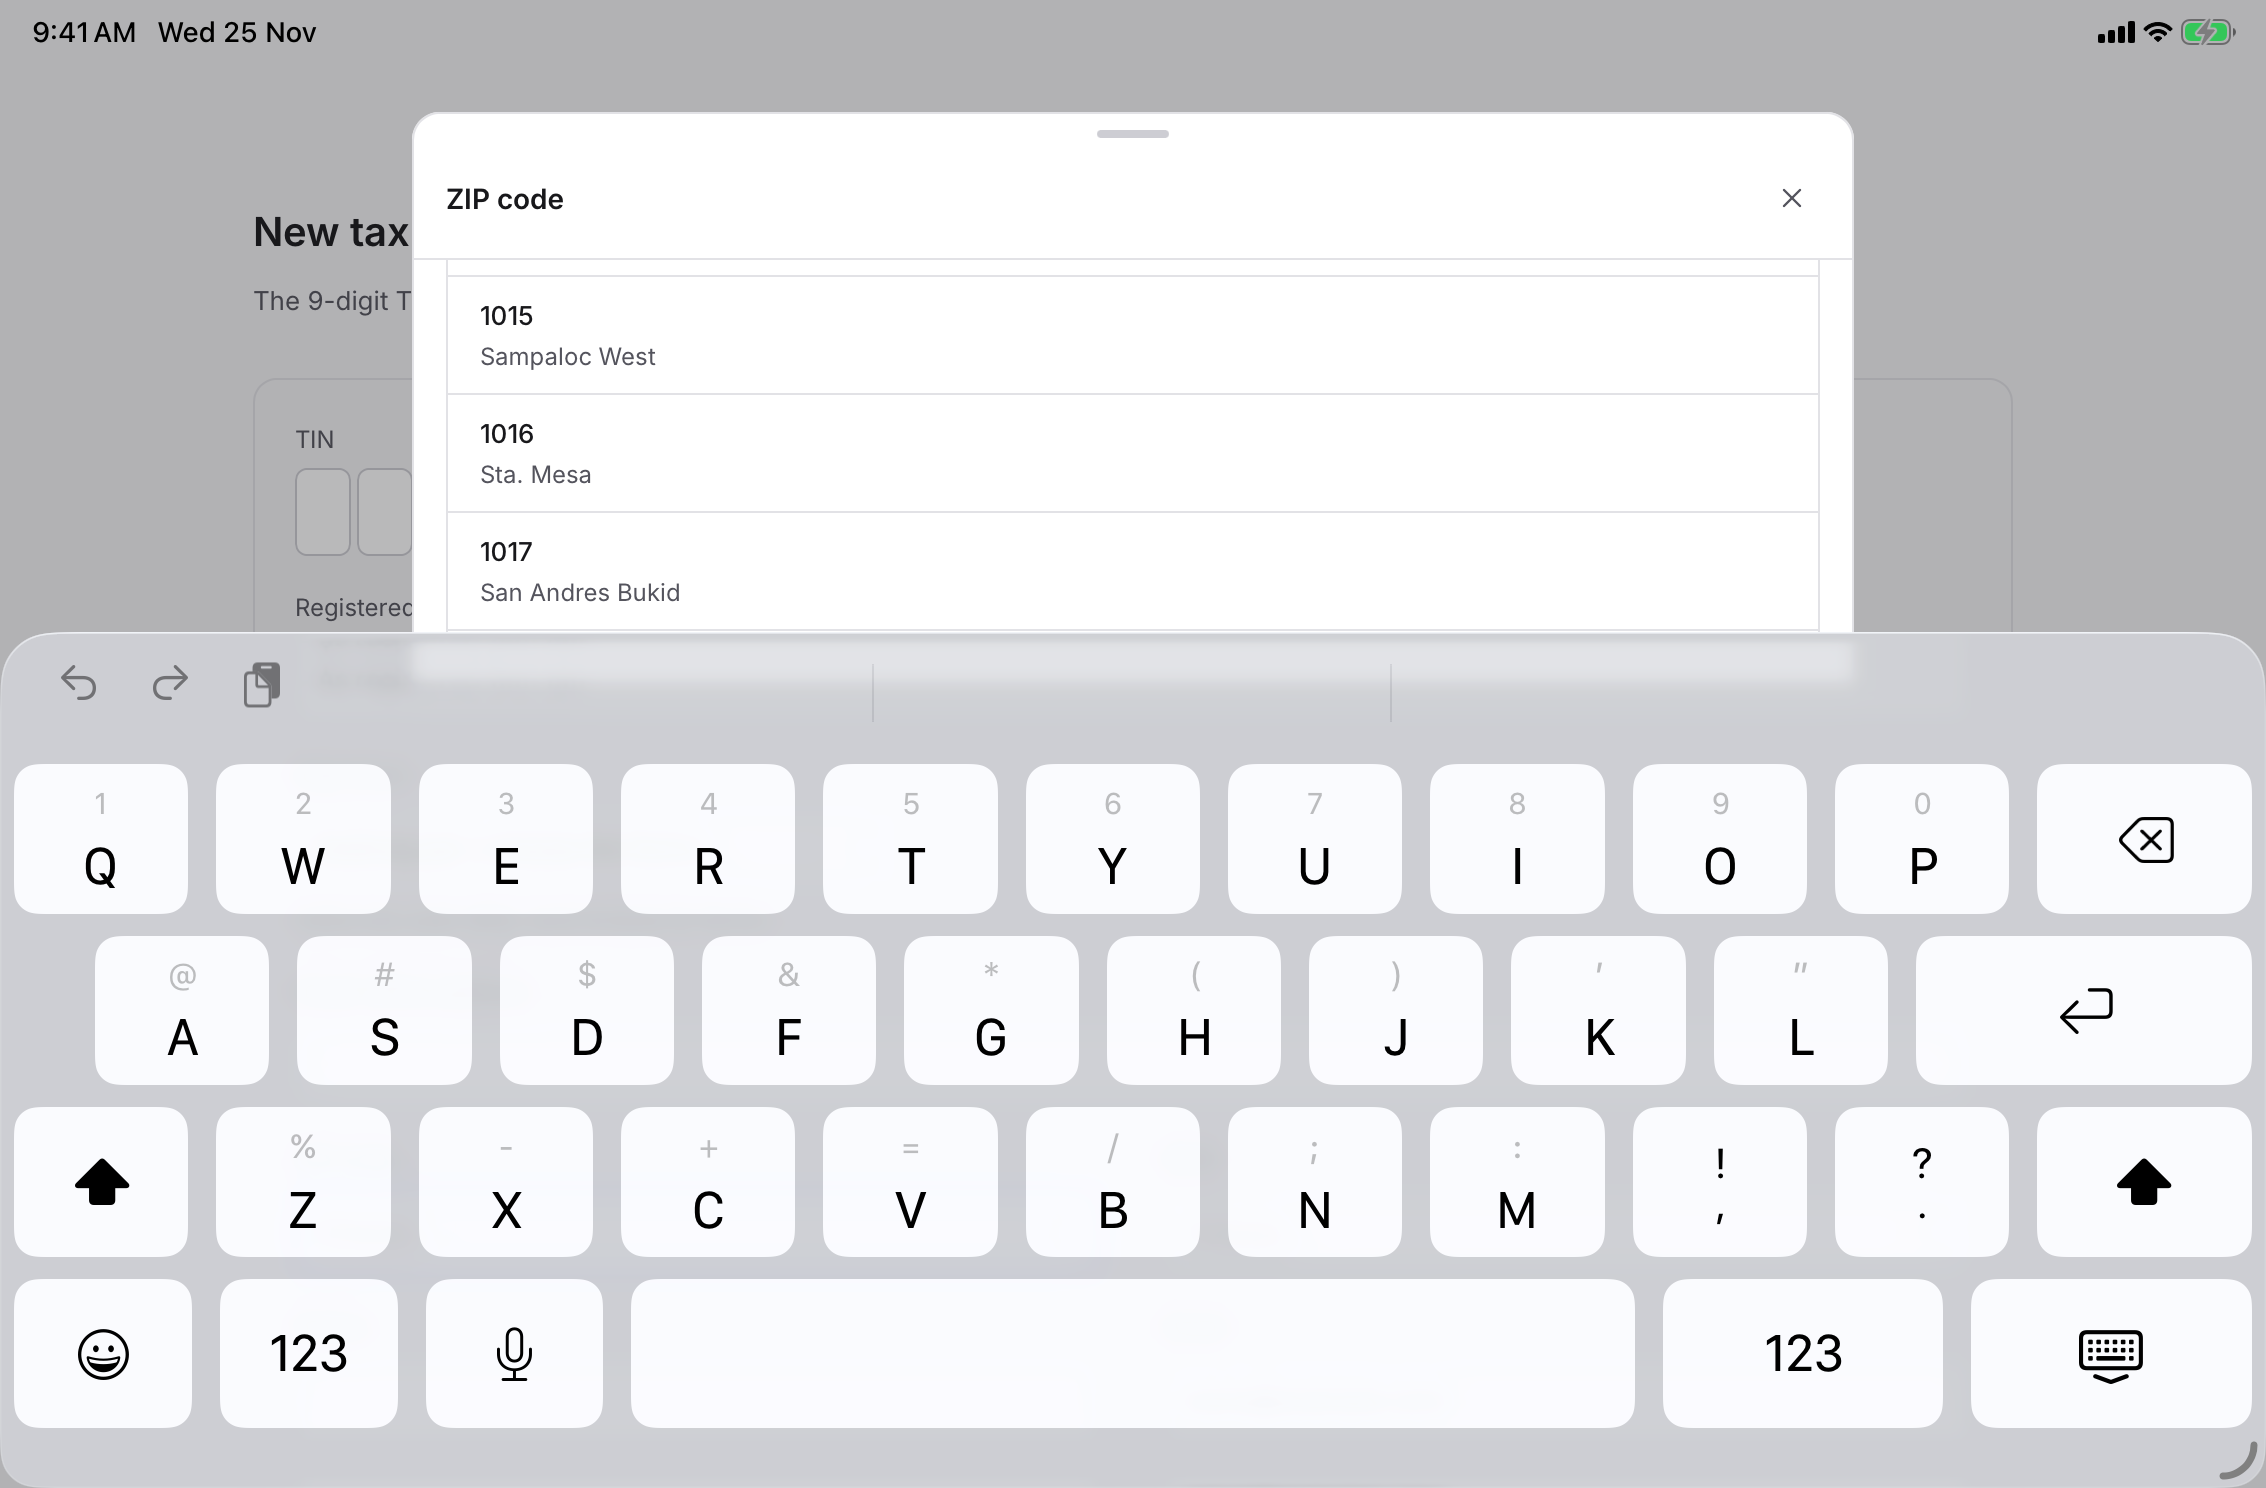 9:41 AM Wed 25 Nov
ZIP code
New tax
The 9-digit T
1015
Sampaloc West
TIN
1016
Sta. Mesa
1017
San Andres Bukid
Registered
1 2 3 4 5 6 7 8 9 0
Q W E R T Y U I O P
@ # $ & * ( ) ' "
A S D F G H J K L
% - + = / ; : ! ?
Z X C V B N M , .
123 123